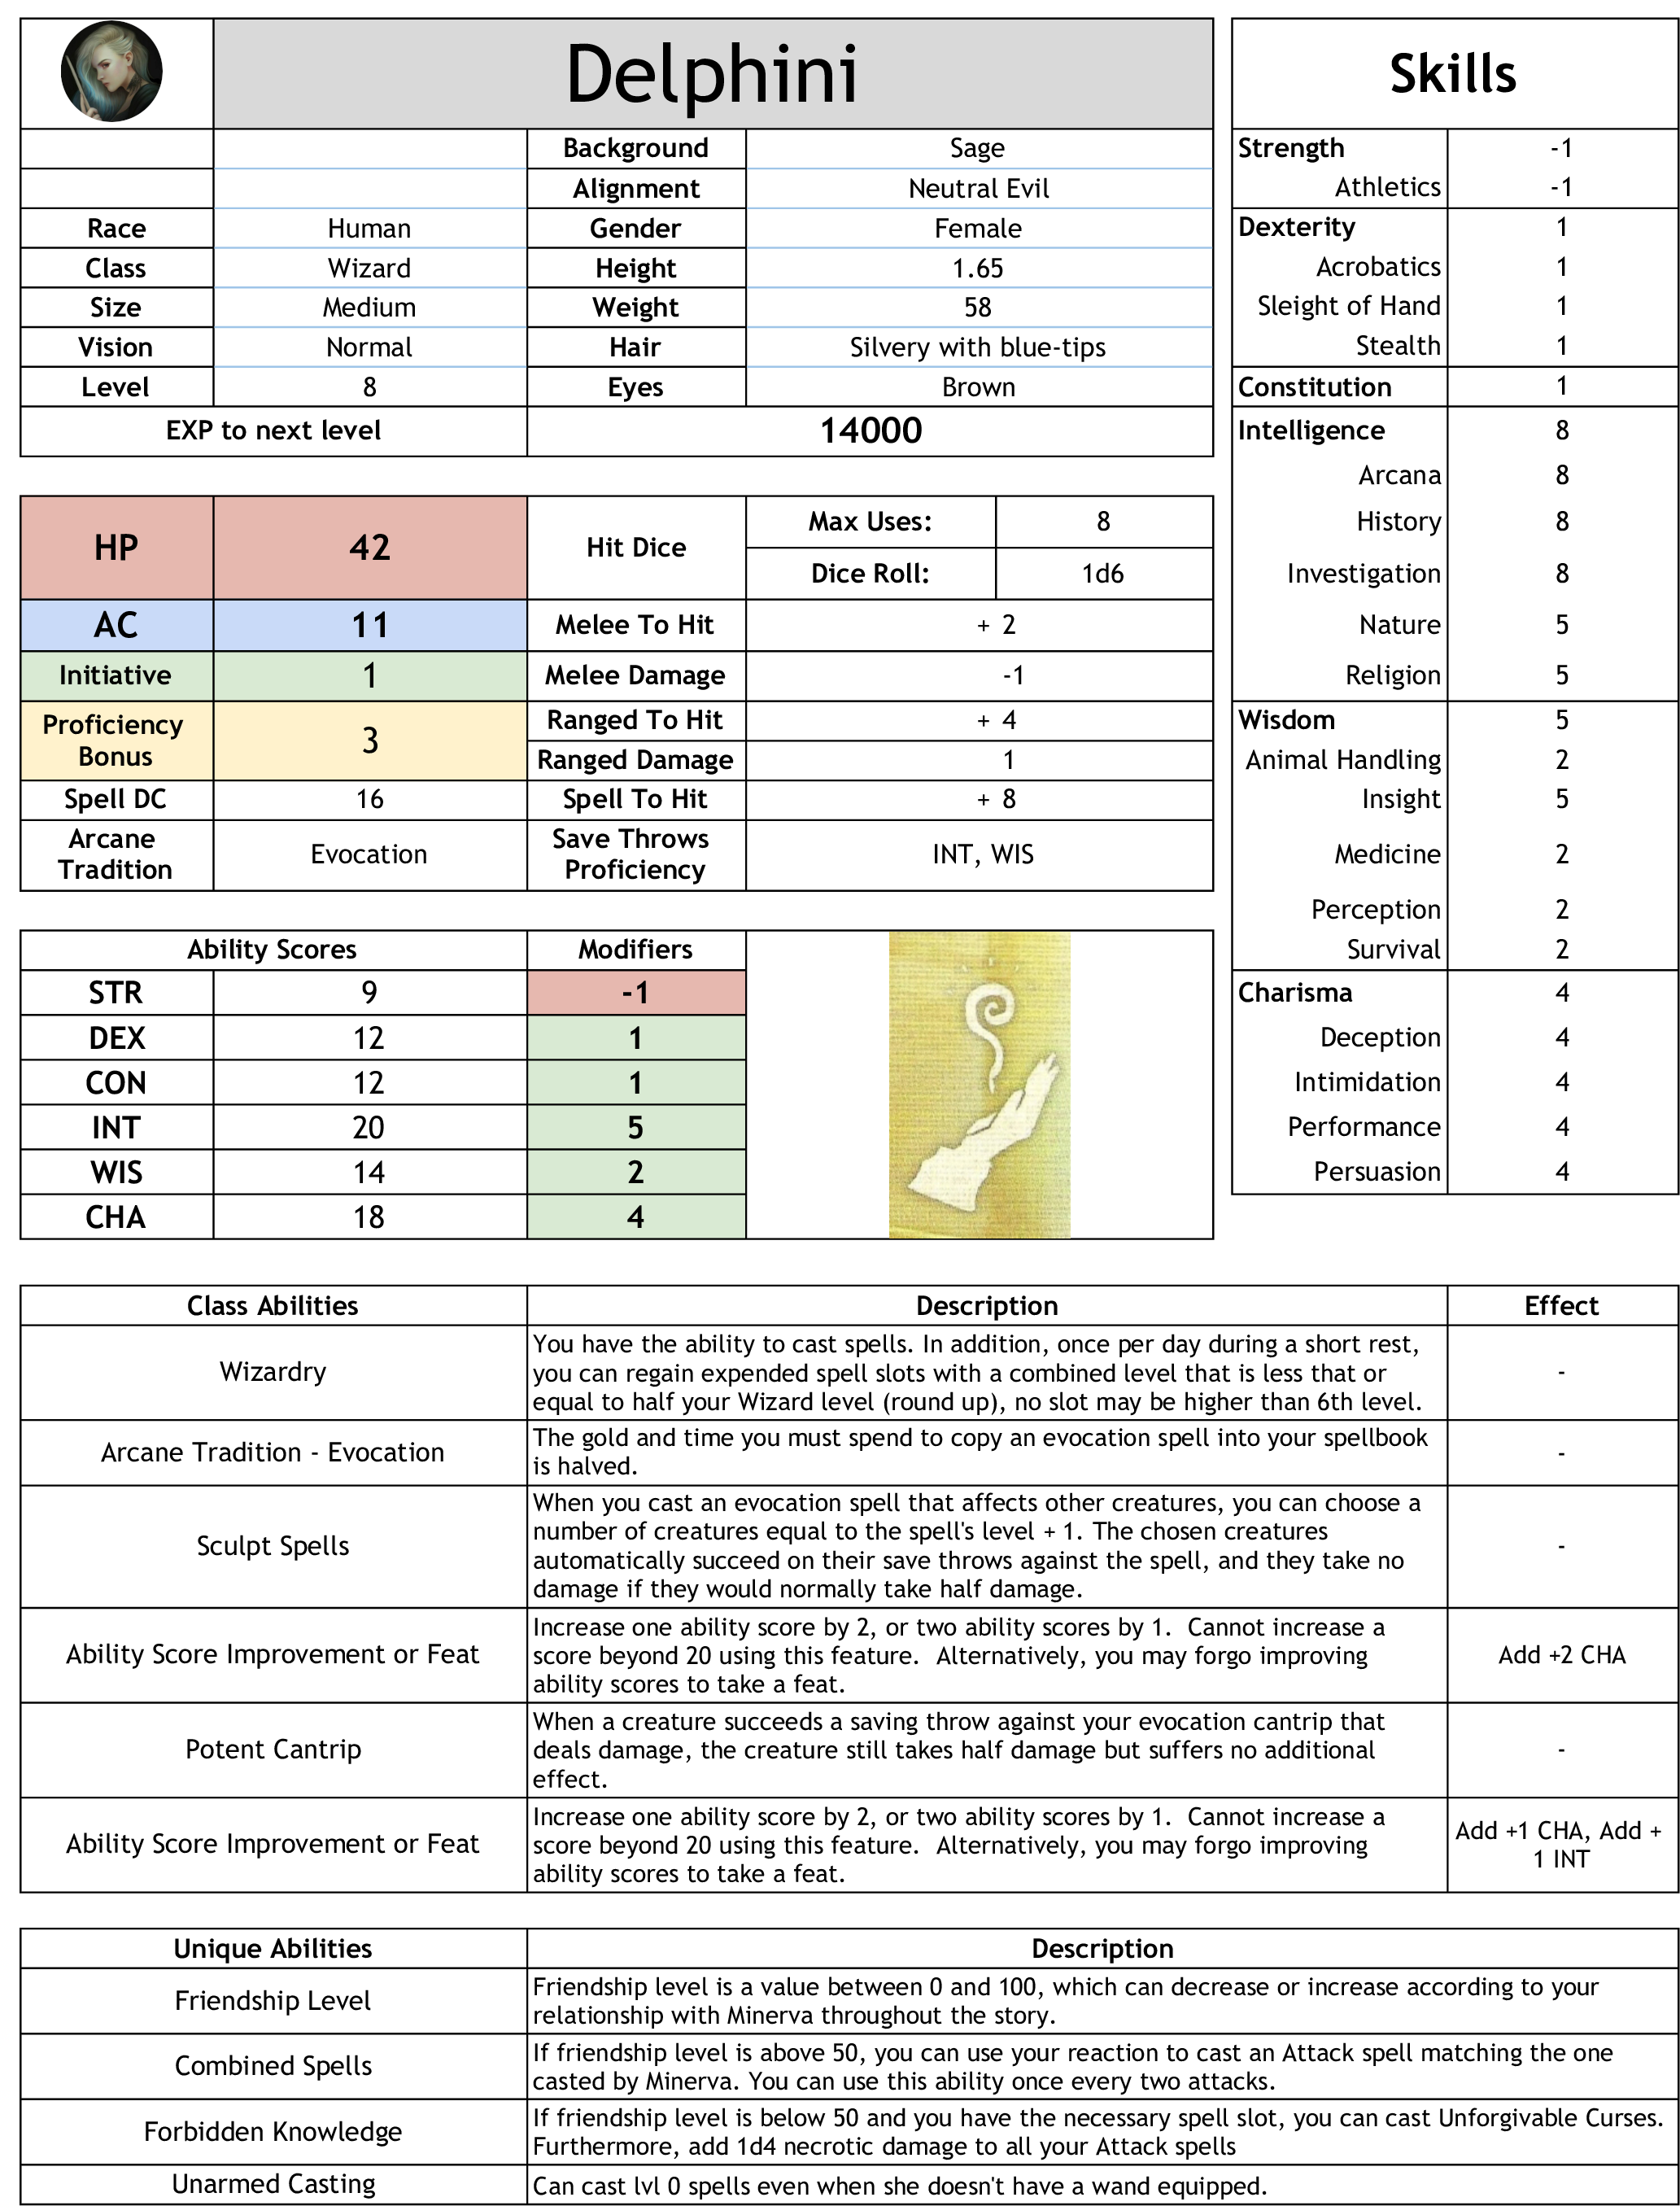 Delphini
Background Sage
Alignment Neutral Evil
Race Human Gender Female
Class Wizard Height 1.65
Size Medium Weight 58
Vision Normal Hair Silvery with blue-tips
Level 8 Eyes Brown
EXP to next level 14000
HP 42 Hit Dice Max Uses: 8
Dice Roll: 1d6
AC 11 Melee To Hit + 2
Initiative 1 Melee Damage -1
Proficiency
Bonus
3
Ranged To Hit + 4
Ranged Damage 1
Spell DC 16 Spell To Hit + 8
Arcane
Tradition
Evocation
Save Throws
Proficiency
INT, WIS
Ability Scores Modifiers
STR 9 -1
DEX 12 1
CON 12 1
INT 20 5
WIS 14 2
CHA 18 4
Skills
Strength -1
Athletics -1
Dexterity 1
Acrobatics 1
Sleight of Hand 1
Stealth 1
Constitution 1
Intelligence 8
Arcana 8
History 8
Investigation 8
Nature 5
Religion 5
Wisdom 5
Animal Handling 2
Insight 5
Medicine 2
Perception 2
Survival 2
Charisma 4
Deception 4
Intimidation 4
Performance 4
Persuasion 4
Class Abilities Description Effect
Wizardry
You have the ability to cast spells. In addition, once per day during a short rest,
you can regain expended spell slots with a combined level that is less that or
equal to half your Wizard level (round up), no slot may be higher than 6th level.
-
Arcane Tradition - Evocation
The gold and time you must spend to copy an evocation spell into your spellbook
is halved.
-
Sculpt Spells
When you cast an evocation spell that affects other creatures, you can choose a
number of creatures equal to the spell's level + 1. The chosen creatures
automatically succeed on their save throws against the spell, and they take no
damage if they would normally take half damage.
-
Ability Score Improvement or Feat
Increase one ability score by 2, or two ability scores by 1.  Cannot increase a
score beyond 20 using this feature.  Alternatively, you may forgo improving
ability scores to take a feat.
Add +2 CHA
Potent Cantrip
When a creature succeeds a saving throw against your evocation cantrip that
deals damage, the creature still takes half damage but suffers no additional
effect.
-
Ability Score Improvement or Feat
Increase one ability score by 2, or two ability scores by 1.  Cannot increase a
score beyond 20 using this feature.  Alternatively, you may forgo improving
ability scores to take a feat.
Add +1 CHA, Add +
1 INT
Unique Abilities Description
Friendship Level
Friendship level is a value between 0 and 100, which can decrease or increase according to your
relationship with Minerva throughout the story.
Combined Spells
If friendship level is above 50, you can use your reaction to cast an Attack spell matching the one
casted by Minerva. You can use this ability once every two attacks.
Forbidden Knowledge
If friendship level is below 50 and you have the necessary spell slot, you can cast Unforgivable Curses.
Furthermore, add 1d4 necrotic damage to all your Attack spells
Unarmed Casting
Can cast lvl 0 spells even when she doesn't have a wand equipped.